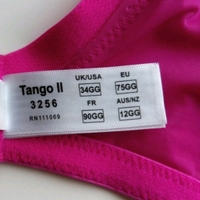 Tango II
3256
RN111009
UK/USA EU
34GG 75GG
FR AUS/NZ
90GG 12GG